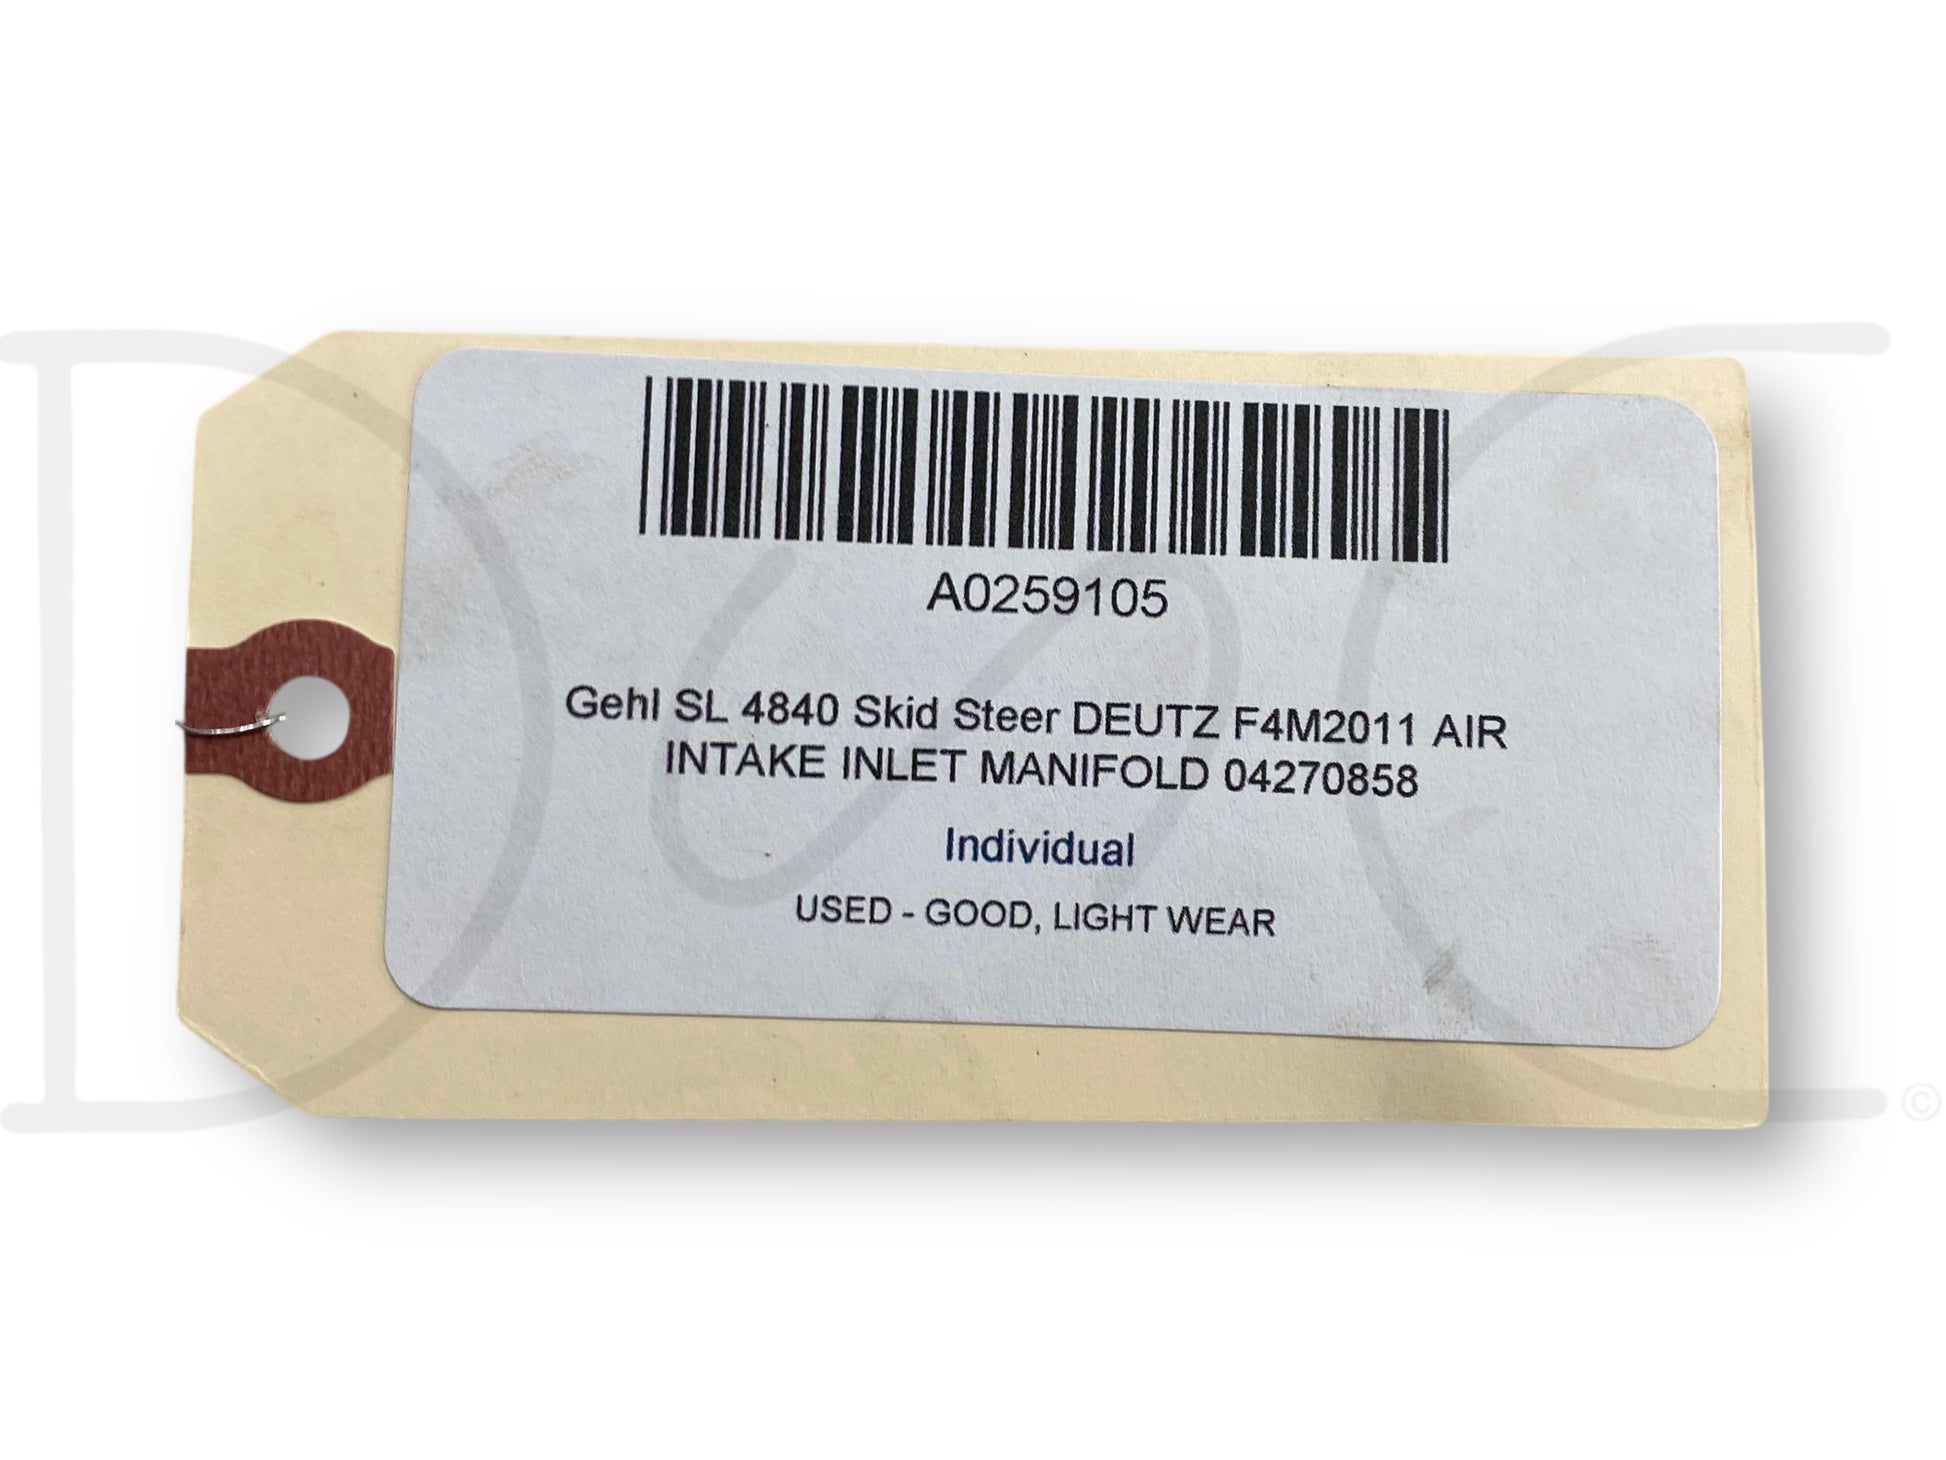 A0259105
Gehl SL 4840 Skid Steer DEUTZ F4M2011 AIR
INTAKE INLET MANIFOLD 04270858
Individual
USED - GOOD, LIGHT WEAR
©